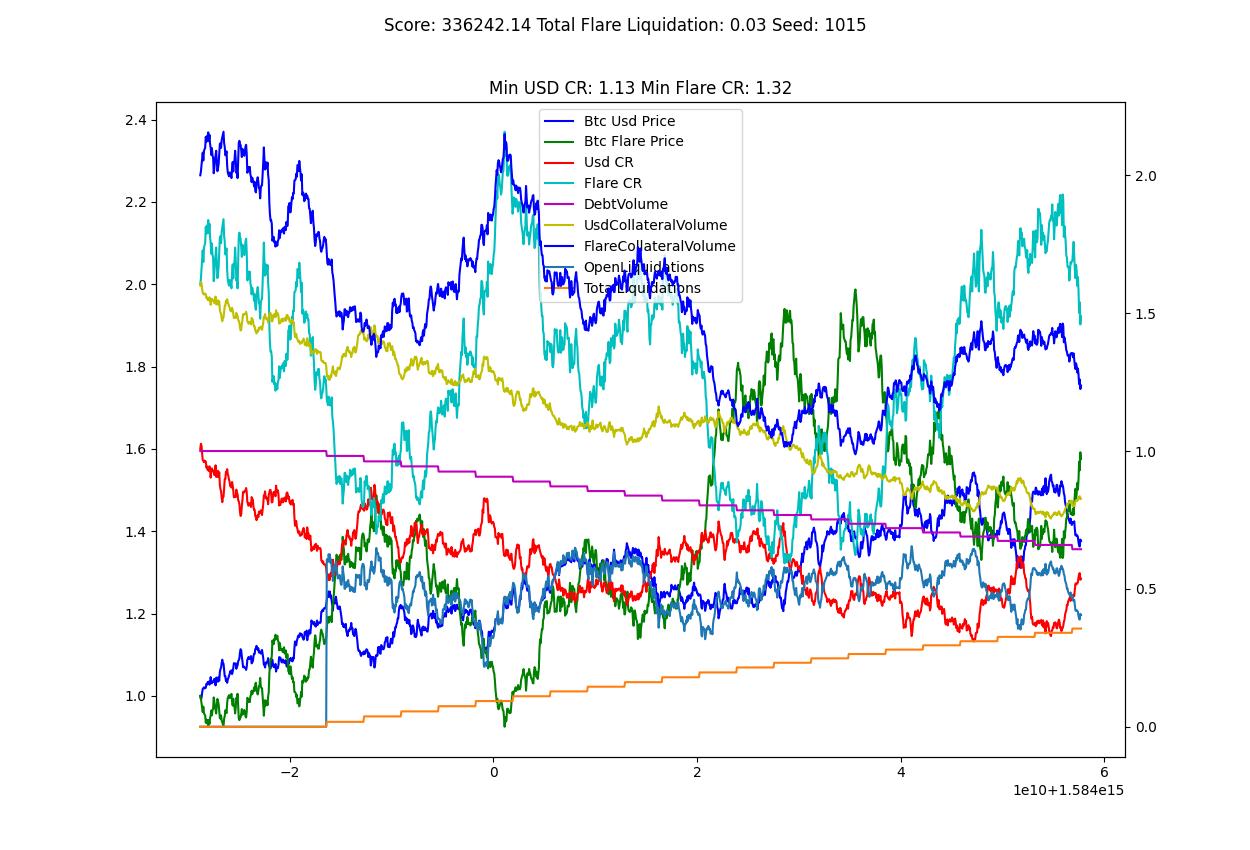 Score: 336242.14 Total Flare Liquidation: 0.03 Seed: 1015
Min USD CR: 1.13 Min Flare CR: 1.32
Btc Usd Price
Btc Flare Price
Usd CR
Flare CR
DebtVolume
UsdCollateralVolume
FlareCollateralVolume
OpenLiquidations
TotalLiquidations
2.4
2.2
2.0
1.8
1.6
1.4
1.2
1.0
2.0
1.5
1.0
0.5
0.0
−2
0
2
4
6
1e10+1.584e15